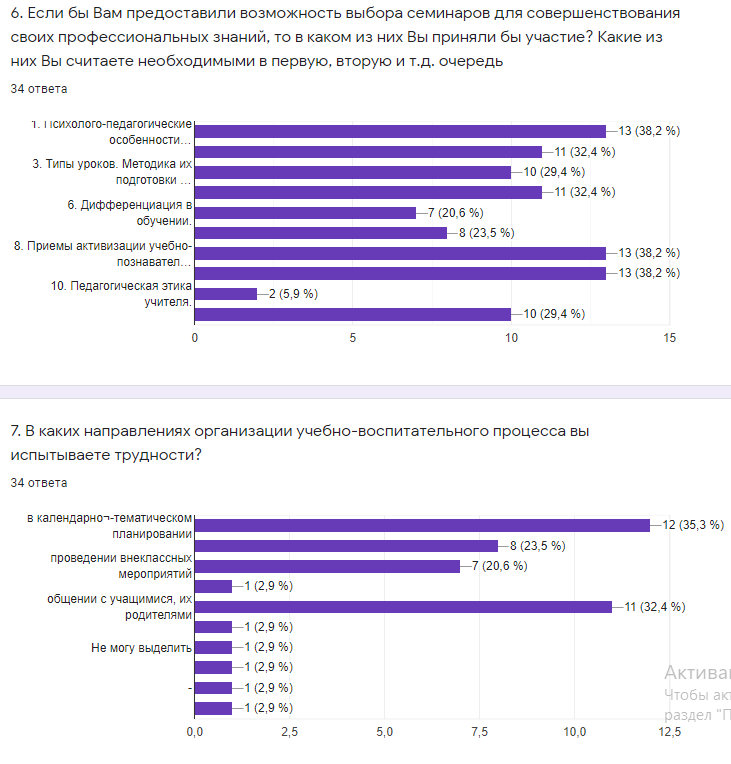 6. Если бы Вам предоставили возможность выбора семинаров для совершенствования
своих профессиональных знаний, то в каком из них Вы приняли бы участие? Какие из
них Вы считаете необходимыми в первую, вторую и т.д. очередь
34 ответа
1. Психолого-педагогические
особенности…
13 (38,2 %)
11 (32,4 %)
3. Типы уроков. Методика их
подготовки …
10 (29,4 %)
11 (32,4 %)
6. Дифференциация в
обучении.
7 (20,6 %)
8 (23,5 %)
8. Приемы активизации учебно-
познавател…
13 (38,2 %)
13 (38,2 %)
10. Педагогическая этика
учителя.
2 (5,9 %)
10 (29,4 %)
0 5 10 15
7. В каких направлениях организации учебно-воспитательного процесса вы
испытываете трудности?
34 ответа
в календарно¬-тематическом
планировании
12 (35,3 %)
8 (23,5 %)
проведении внеклассных
мероприятий
7 (20,6 %)
1 (2,9 %)
общении с учащимися, их
родителями
11 (32,4 %)
1 (2,9 %)
Не могу выделить
1 (2,9 %)
1 (2,9 %)
-
1 (2,9 %)
1 (2,9 %)
0,0 2,5 5,0 7,5 10,0 12,5
Актива
Чтобы ак
раздел "П